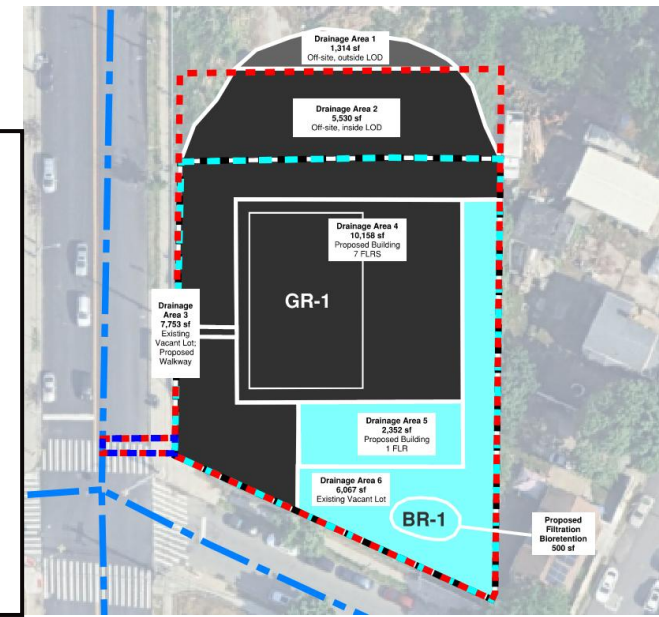 Drainage Area 1
1,314 sf
Off-site, outside LOD
Drainage Area 2
5,530 sf
Off-site, inside LOD
Drainage Area 4
10,158 sf
Proposed Building
7 FLRS
GR-1
Drainage
Area 3
7,753 sf
Existing
Vacant Lot;
Proposed
Walkway
Drainage Area 5
2,352 sf
Proposed Building
1 FLR
Drainage Area 6
6,067 sf
Existing Vacant Lot
BR-1
Proposed
Filtration
Bioretention
500 sf